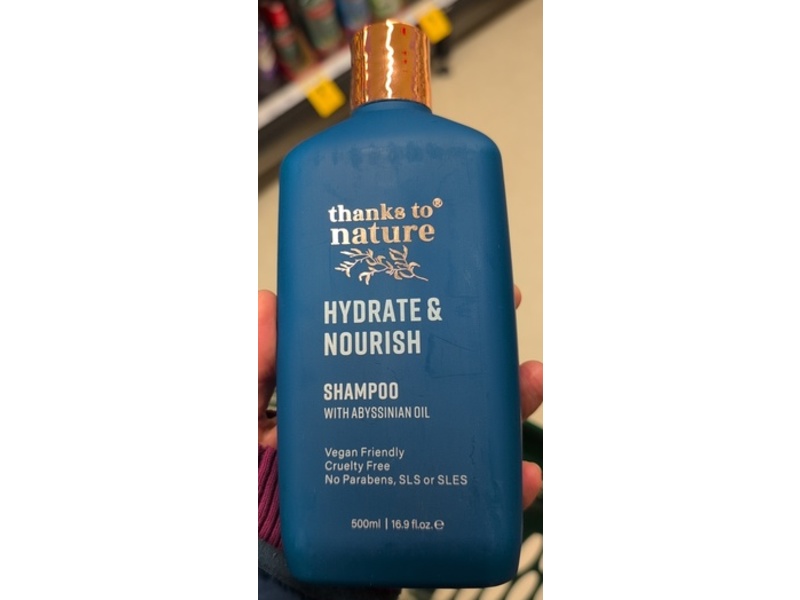 thanks to®
nature
HYDRATE &
NOURISH
SHAMPOO
WITH ABYSSINIAN OIL
Vegan Friendly
Cruelty Free
No Parabens, SLS or SLES
500ml | 16.9 fl.oz. ℮